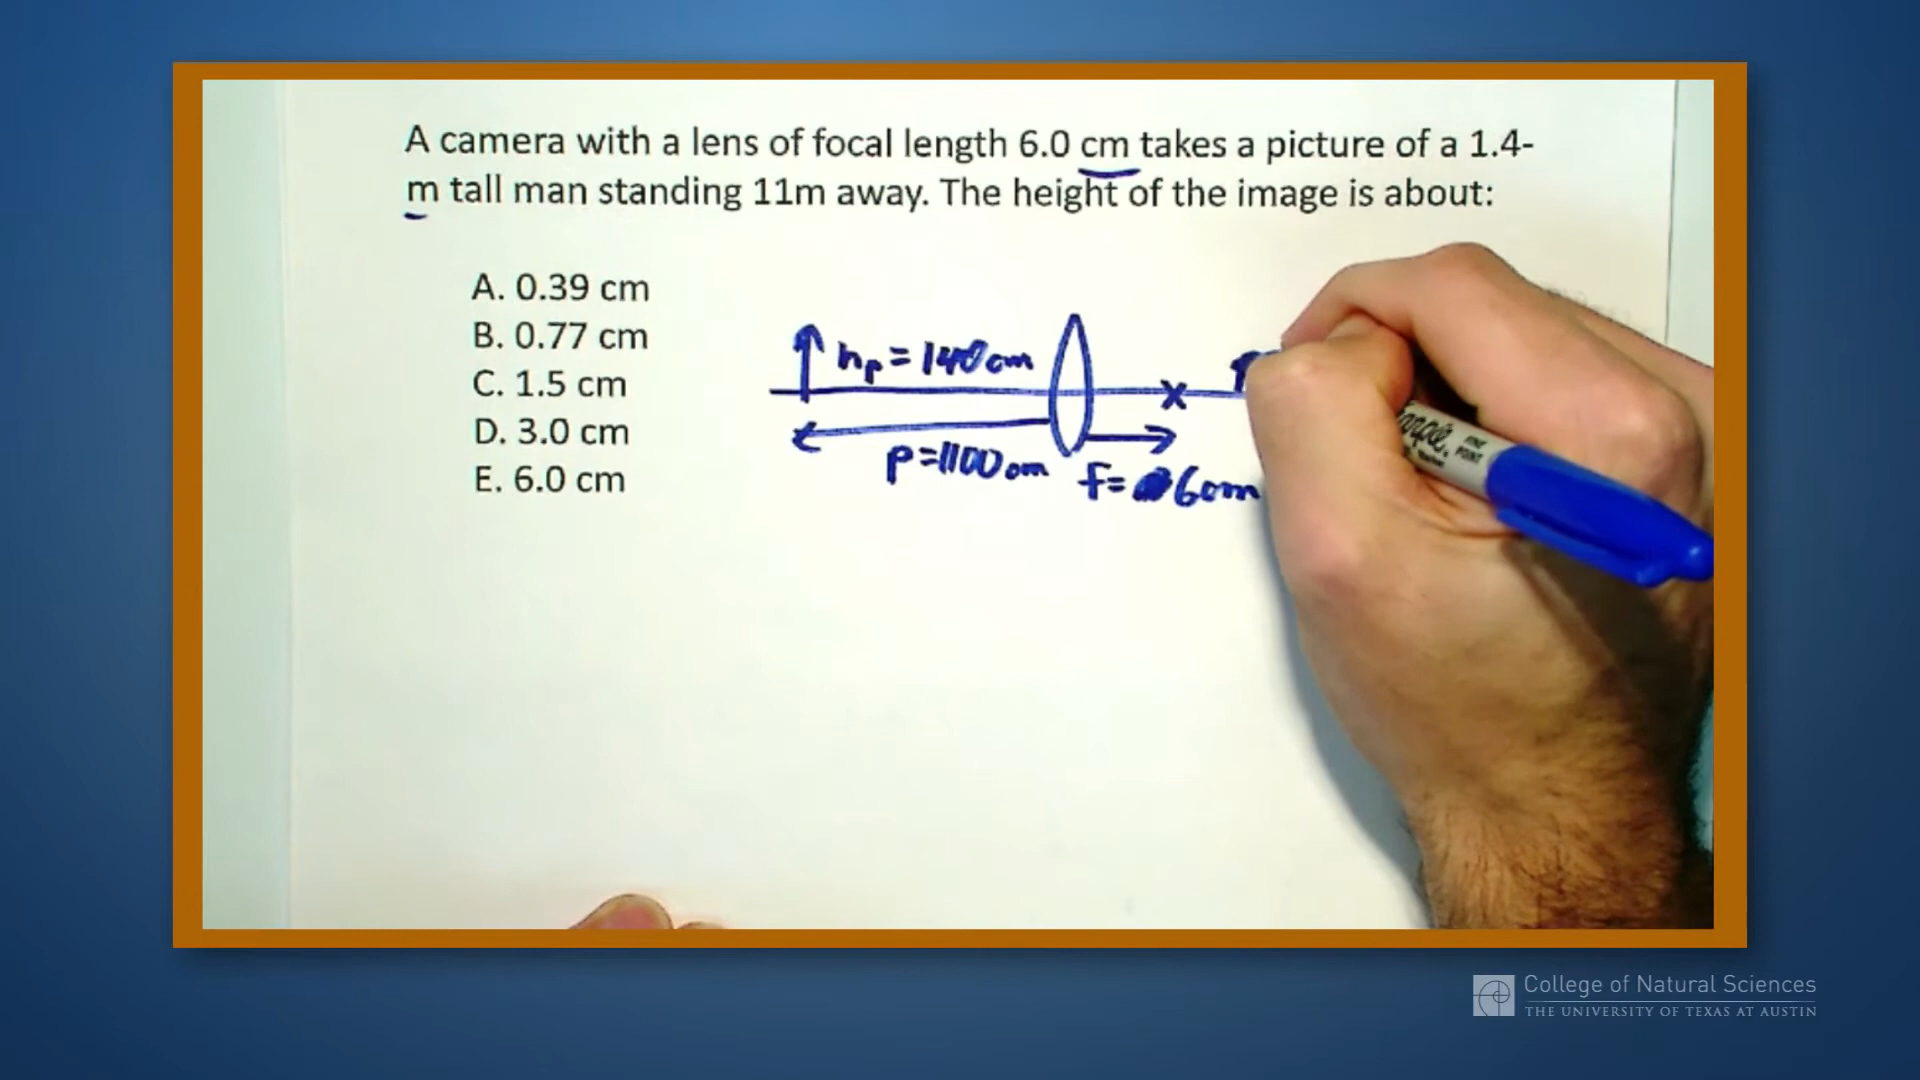 A camera with a lens of focal length 6.0 cm takes a picture of a 1.4-
m tall man standing 11m away. The height of the image is about:
A. 0.39 cm
B. 0.77 cm
C. 1.5 cm
D. 3.0 cm
E. 6.0 cm
hp = 140cm
x
p=1100cm
f= 6cm
FINE
POINT
College of Natural Sciences
THE UNIVERSITY OF TEXAS AT AUSTIN